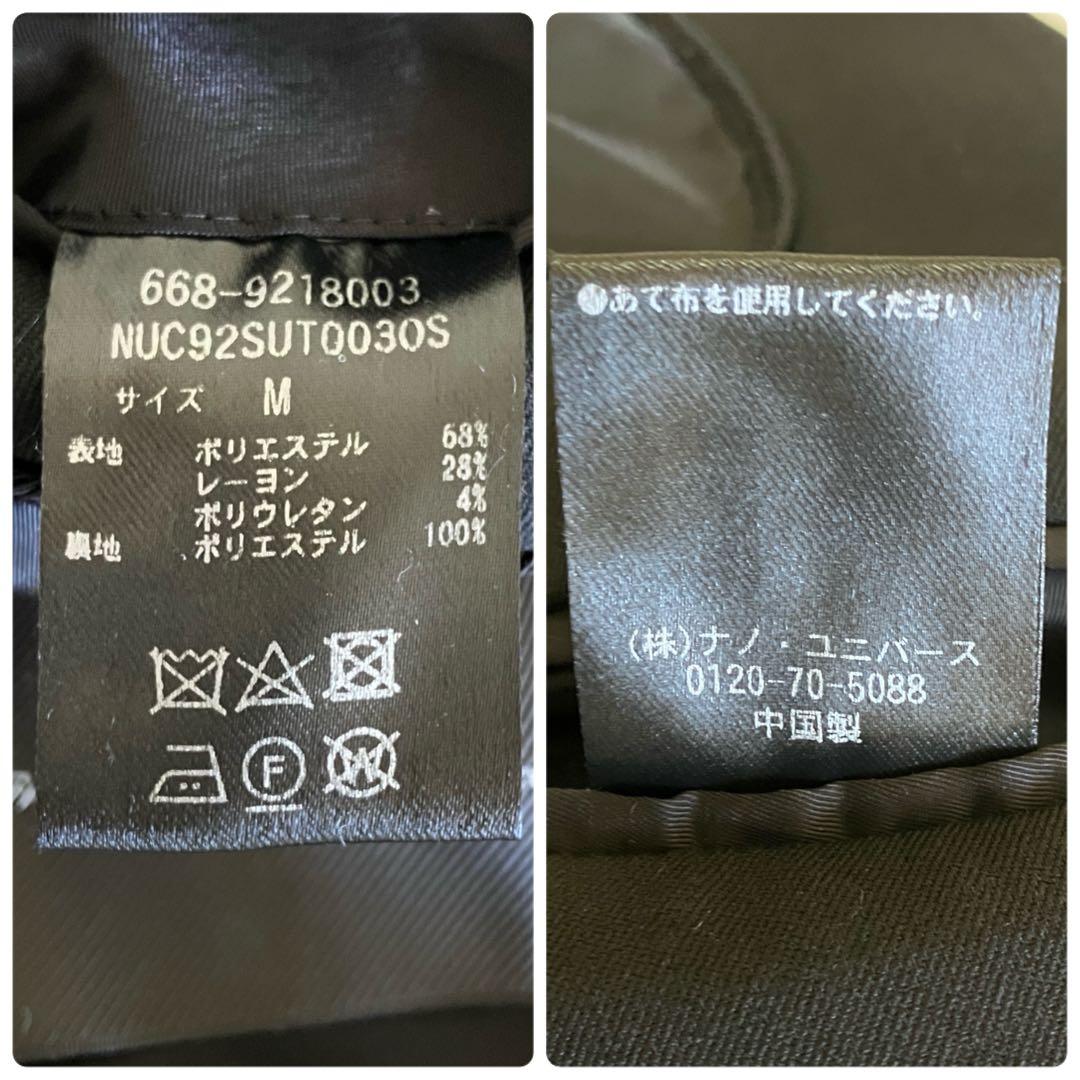 668-9218003
NUC92SUT0030S
サイズ M
表地 ポリエステル 68%
レーヨン 28%
ポリウレタン 4%
裏地 ポリエステル 100%
F
W
●あて布を使用してください。
(株)ナノ・ユニバース
0120-70-5088
中国製